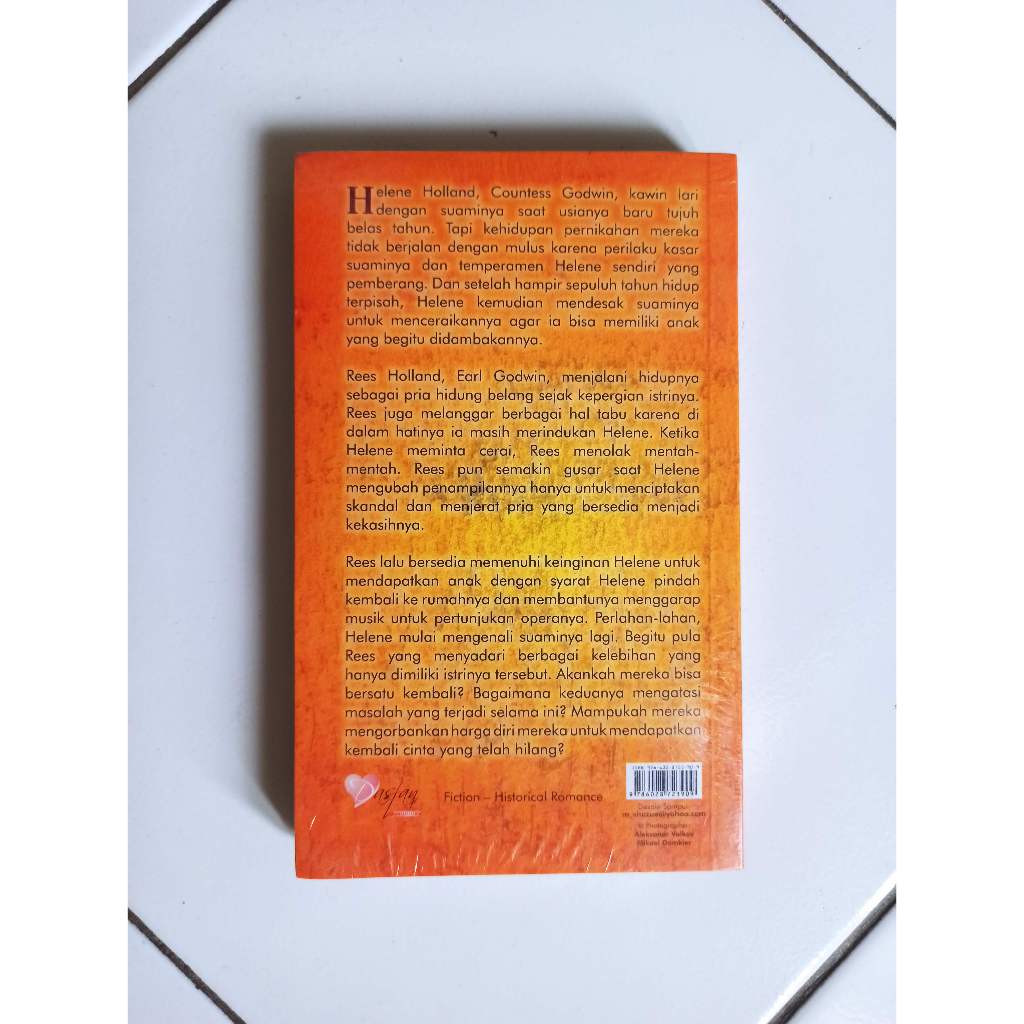 Helene Holland, Countess Godwin, kawin lari
dengan suaminya saat usianya baru tujuh
belas tahun. Tapi kehidupan pernikahan mereka
tidak berjalan dengan mulus karena perilaku kasar
suaminya dan temperamen Helene sendiri yang
pemberang. Dan setelah hampir sepuluh tahun hidup
terpisah, Helene kemudian mendesak suaminya
untuk menceraikannya agar ia bisa memiliki anak
yang begitu didambakannya.
Rees Holland, Earl Godwin, menjalani hidupnya
sebagai pria hidung belang sejak kepergian istrinya.
Rees juga melanggar berbagai hal tabu karena di
dalam hatinya ia masih merindukan Helene. Ketika
Helene meminta cerai, Rees menolak mentah-
mentah. Rees pun semakin gusar saat Helene
mengubah penampilannya hanya untuk menciptakan
skandal dan menjerat pria yang bersedia menjadi
kekasihnya.
Rees lalu bersedia memenuhi keinginan Helene untuk
mendapatkan anak dengan syarat Helene pindah
kembali ke rumahnya dan membantunya menggarap
musik untuk pertunjukan operanya. Perlahan-lahan,
Helene mulai mengenali suaminya lagi. Begitu pula
Rees yang menyadari berbagai kelebihan yang
hanya dimiliki istrinya tersebut. Akankah mereka bisa
bersatu kembali? Bagaimana keduanya mengatasi
masalah yang terjadi selama ini? Mampukah mereka
mengorbankan harga diri mereka untuk mendapatkan
kembali cinta yang telah hilang?
Dastan
Fiction – Historical Romance
ISBN
Desain Sampul:
© Photographer:
Aleksandr Volkov
Mikael Damkier